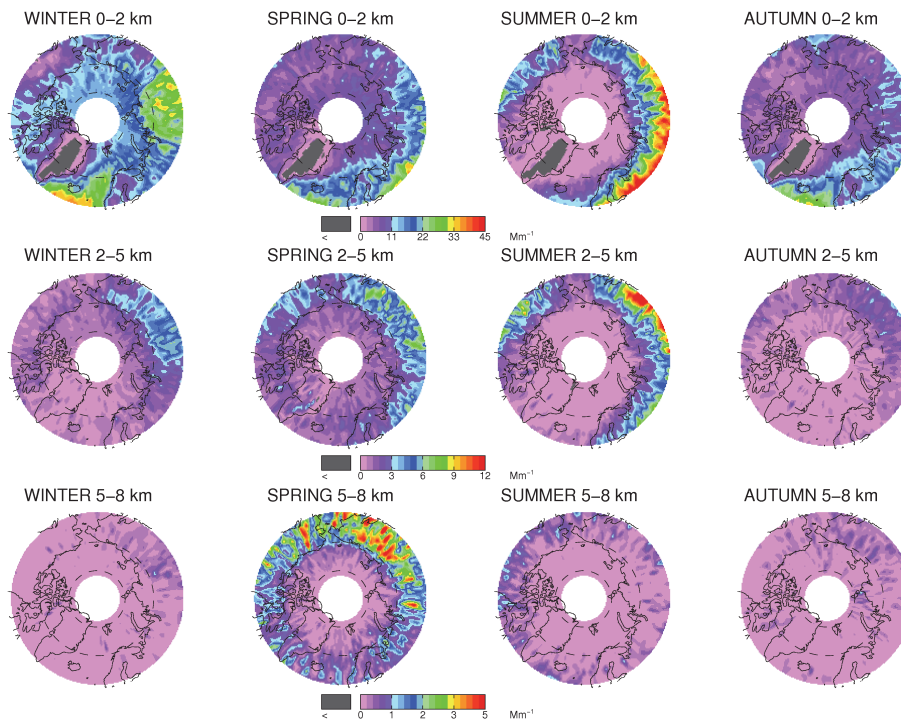 WINTER 0–2 km SPRING 0–2 km SUMMER 0–2 km AUTUMN 0–2 km
< 0 11 22 33 45 Mm⁻¹
WINTER 2–5 km SPRING 2–5 km SUMMER 2–5 km AUTUMN 2–5 km
< 0 3 6 9 12 Mm⁻¹
WINTER 5–8 km SPRING 5–8 km SUMMER 5–8 km AUTUMN 5–8 km
< 0 1 2 3 5 Mm⁻¹